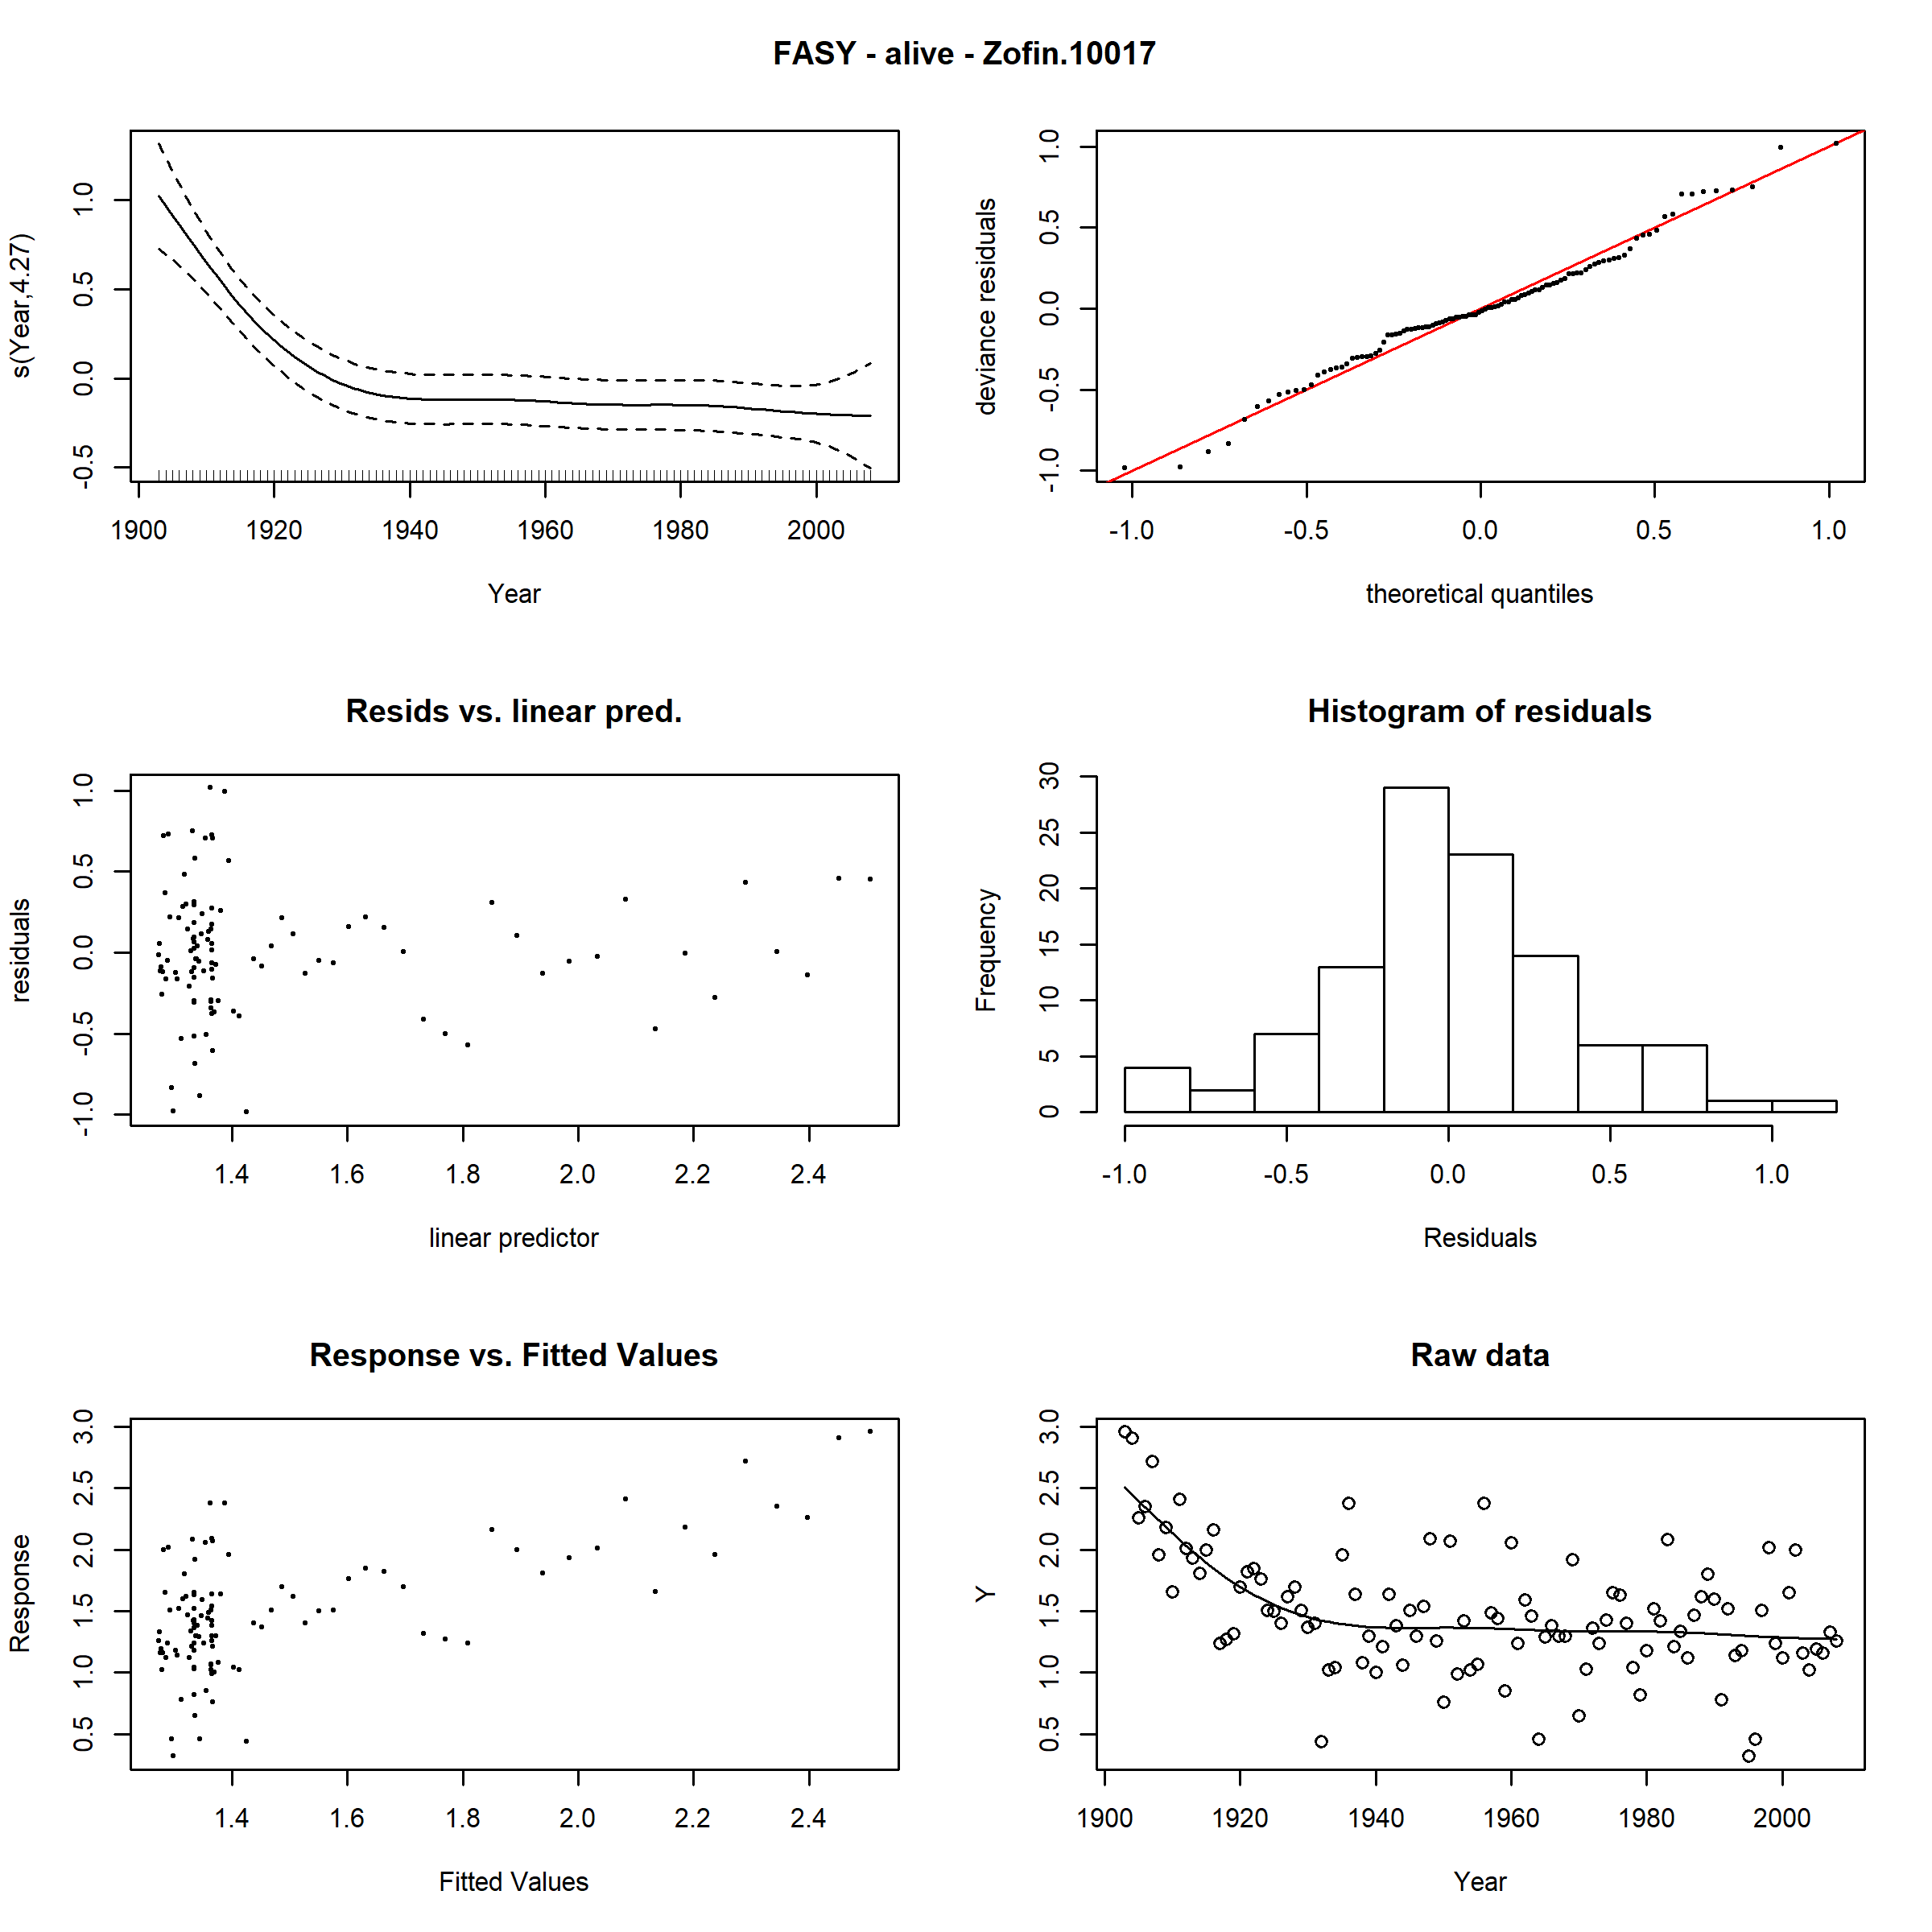 FASY - alive - Zofin.10017
s(Year,4.27)
1.0
0.5
0.0
-0.5
1900 1920 1940 1960 1980 2000
Year
deviance residuals
1.0
0.5
0.0
-0.5
-1.0
-1.0 -0.5 0.0 0.5 1.0
theoretical quantiles
Resids vs. linear pred.
residuals
1.0
0.5
0.0
-0.5
-1.0
1.4 1.6 1.8 2.0 2.2 2.4
linear predictor
Histogram of residuals
Frequency
30
25
20
15
10
5
0
-1.0 -0.5 0.0 0.5 1.0
Residuals
Response vs. Fitted Values
Response
3.0
2.5
2.0
1.5
1.0
0.5
1.4 1.6 1.8 2.0 2.2 2.4
Fitted Values
Raw data
Y
3.0
2.5
2.0
1.5
1.0
0.5
1900 1920 1940 1960 1980 2000
Year